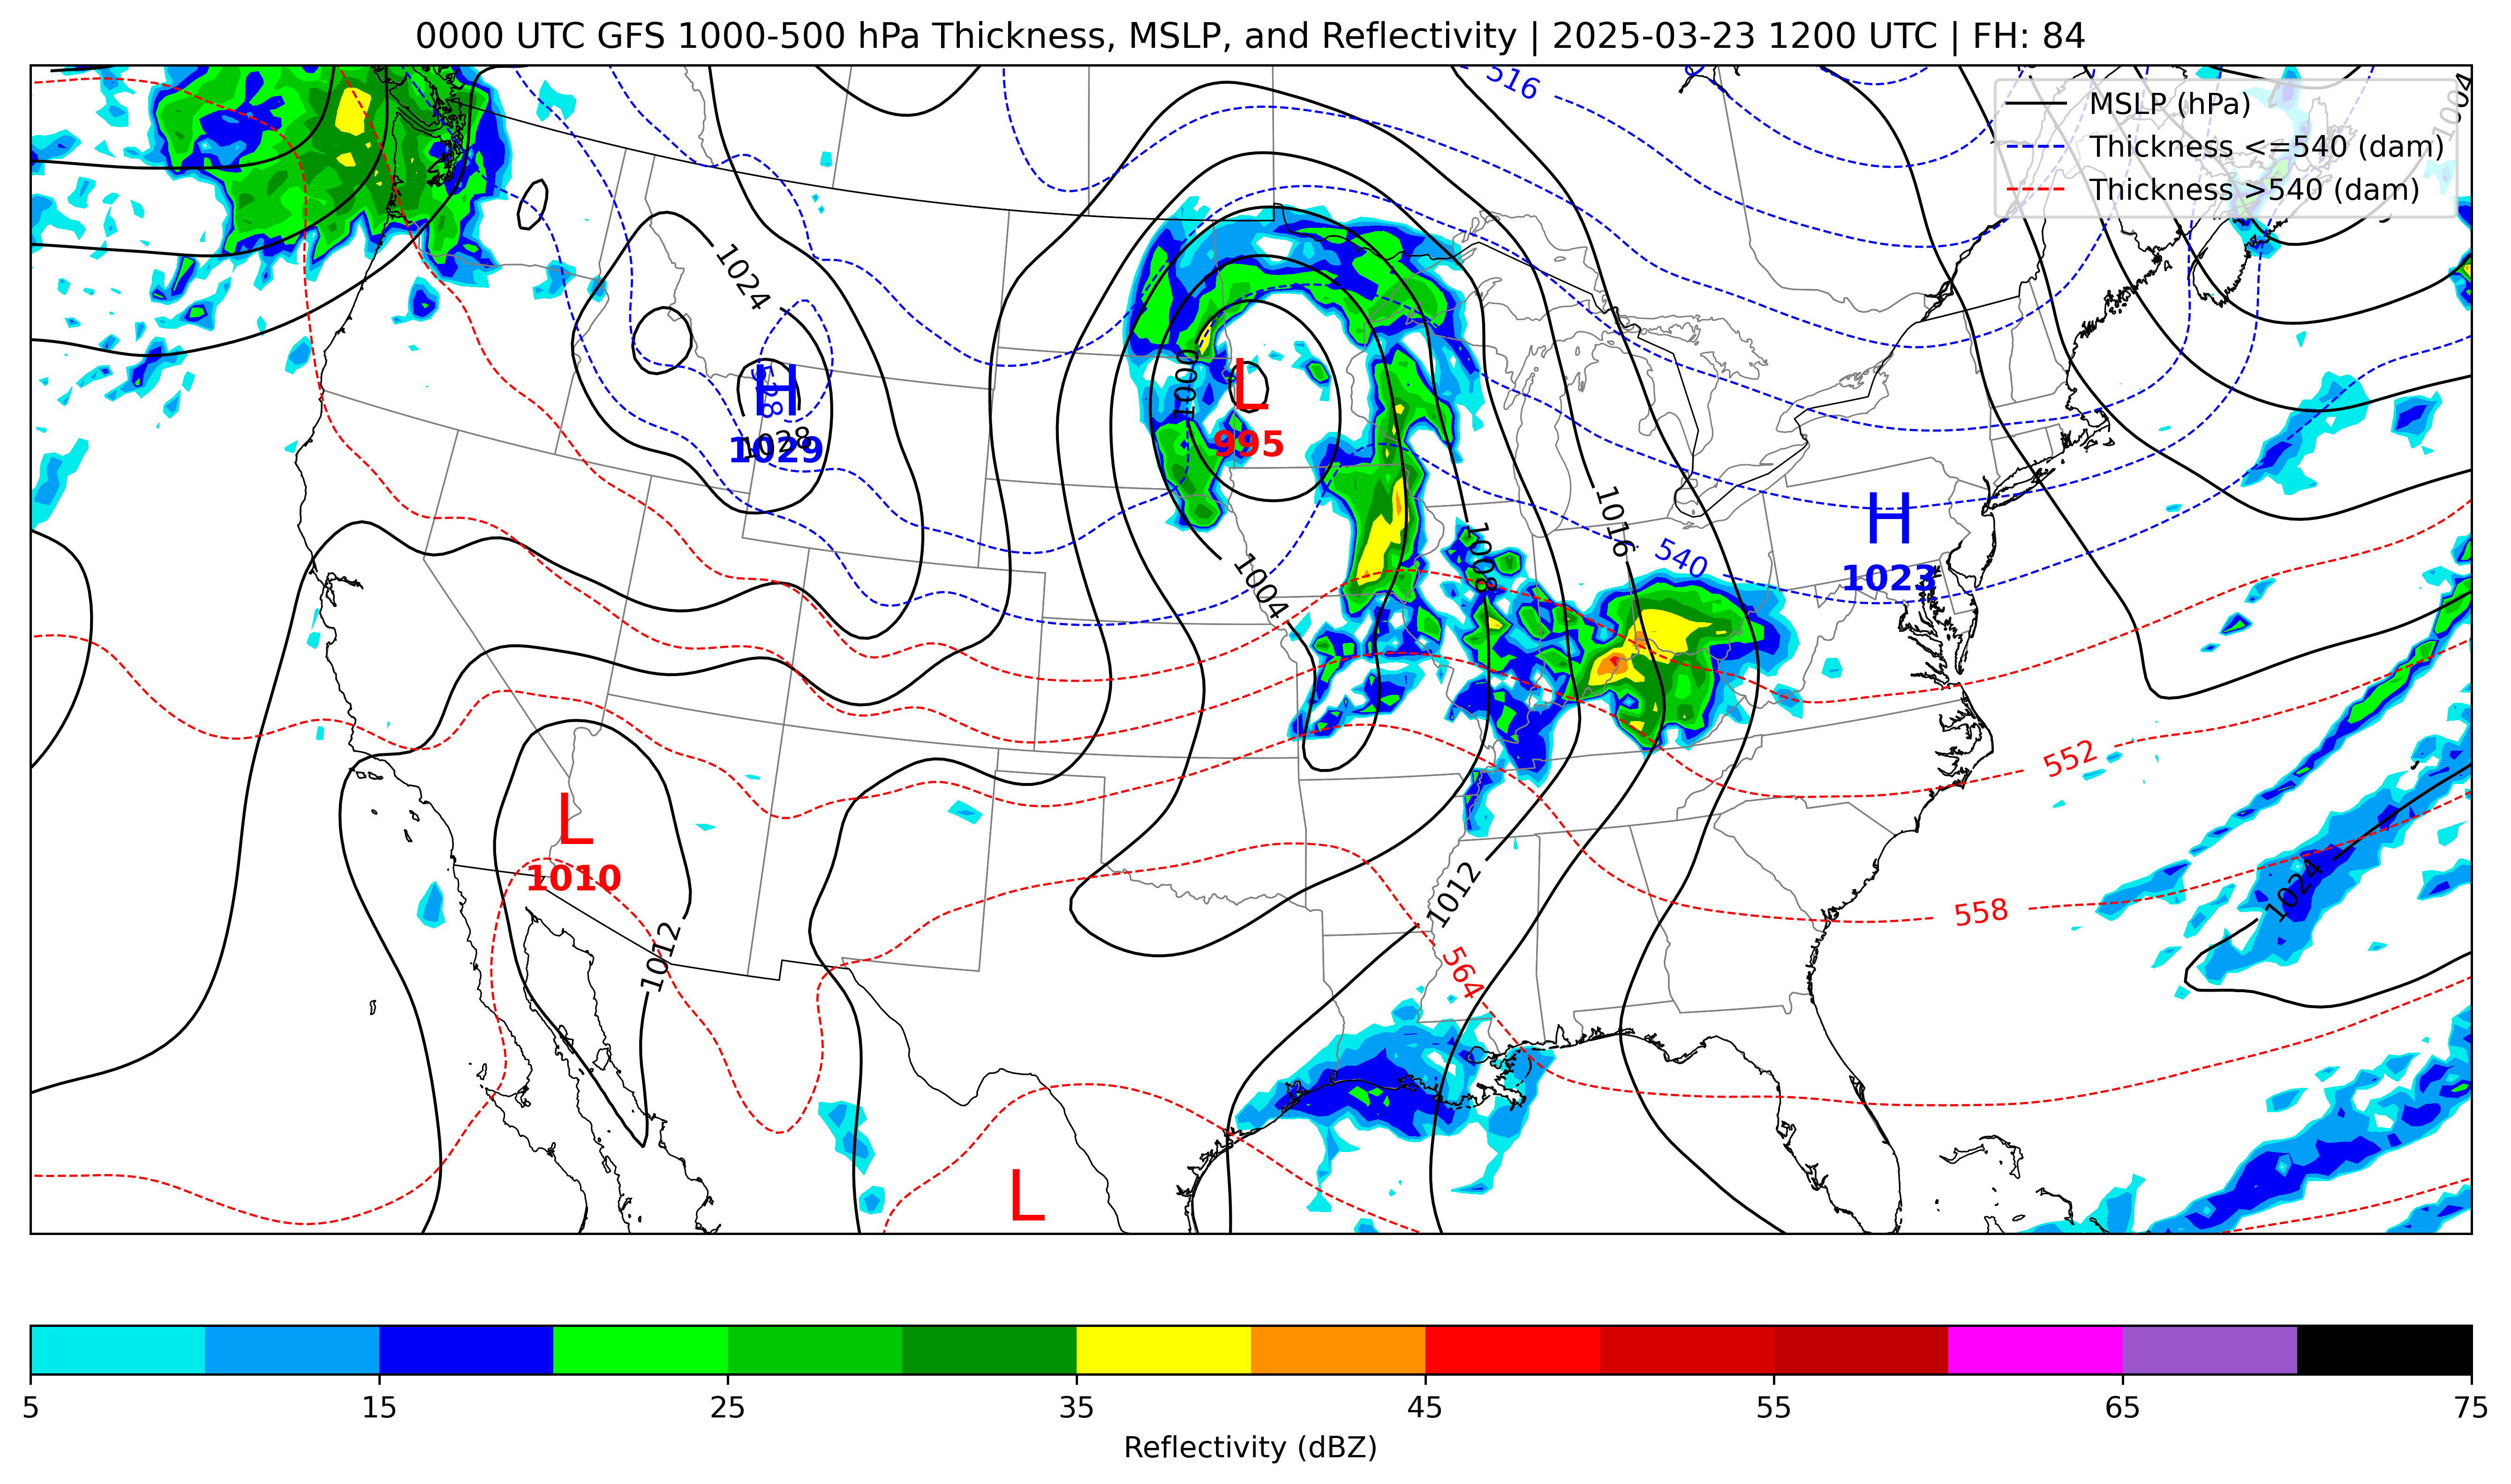 0000 UTC GFS 1000-500 hPa Thickness, MSLP, and Reflectivity | 2025-03-23 1200 UTC | FH: 84
MSLP (hPa)
Thickness <=540 (dam)
Thickness >540 (dam)
516
1004
1024
1000
L
995
H
528
1028
1029
1016
H
1023
540
1008
1004
552
L
1010
1012
1012
1024
558
564
L
5 15 25 35 45 55 65 75
Reflectivity (dBZ)